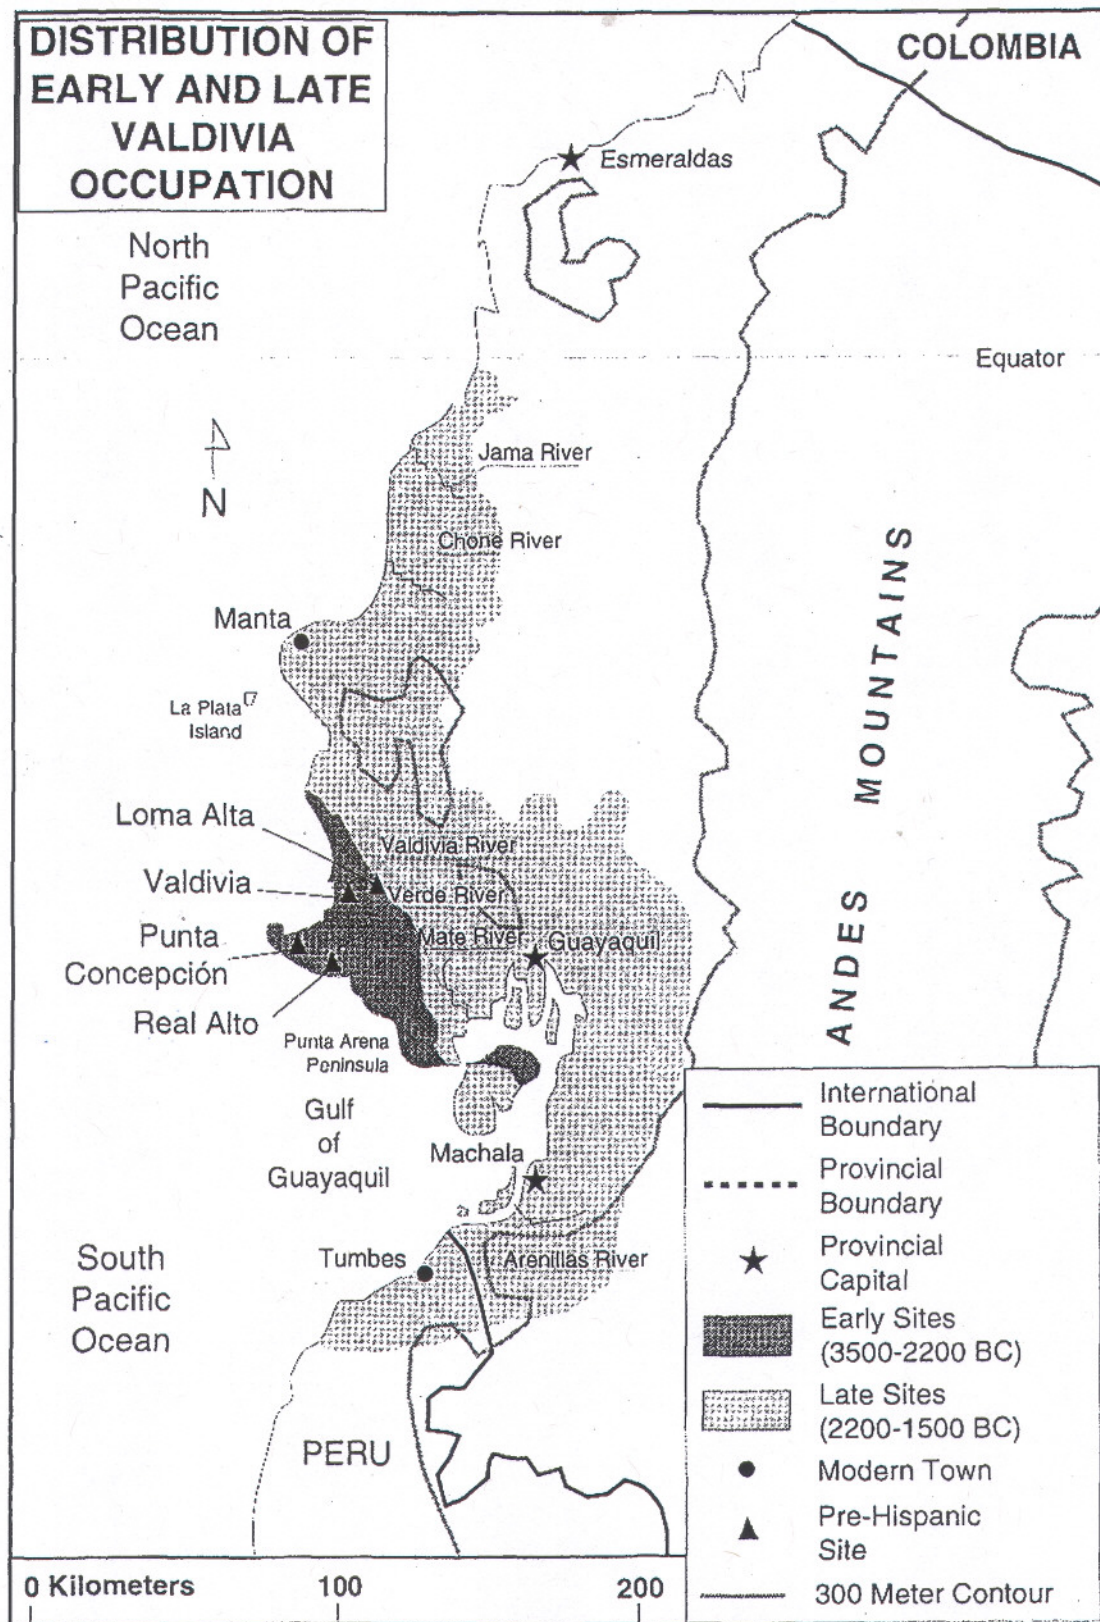 DISTRIBUTION OF
EARLY AND LATE
VALDIVIA
OCCUPATION
COLOMBIA
Esmeraldas
North
Pacific
Ocean
Equator
N
Jama River
Chone River
Manta
La Plata
Island
ANDES MOUNTAINS
Loma Alta
Valdivia River
Valdivia
Verde River
Punta
Concepción
Mate River
Guayaquil
Real Alto
Punta Arena
Peninsula
Gulf
of
Guayaquil
Machala
South
Pacific
Ocean
Tumbes
Arenillas River
PERU
International
Boundary
Provincial
Boundary
Provincial
Capital
Early Sites
(3500-2200 BC)
Late Sites
(2200-1500 BC)
Modern Town
Pre-Hispanic
Site
300 Meter Contour
0 Kilometers 100 200